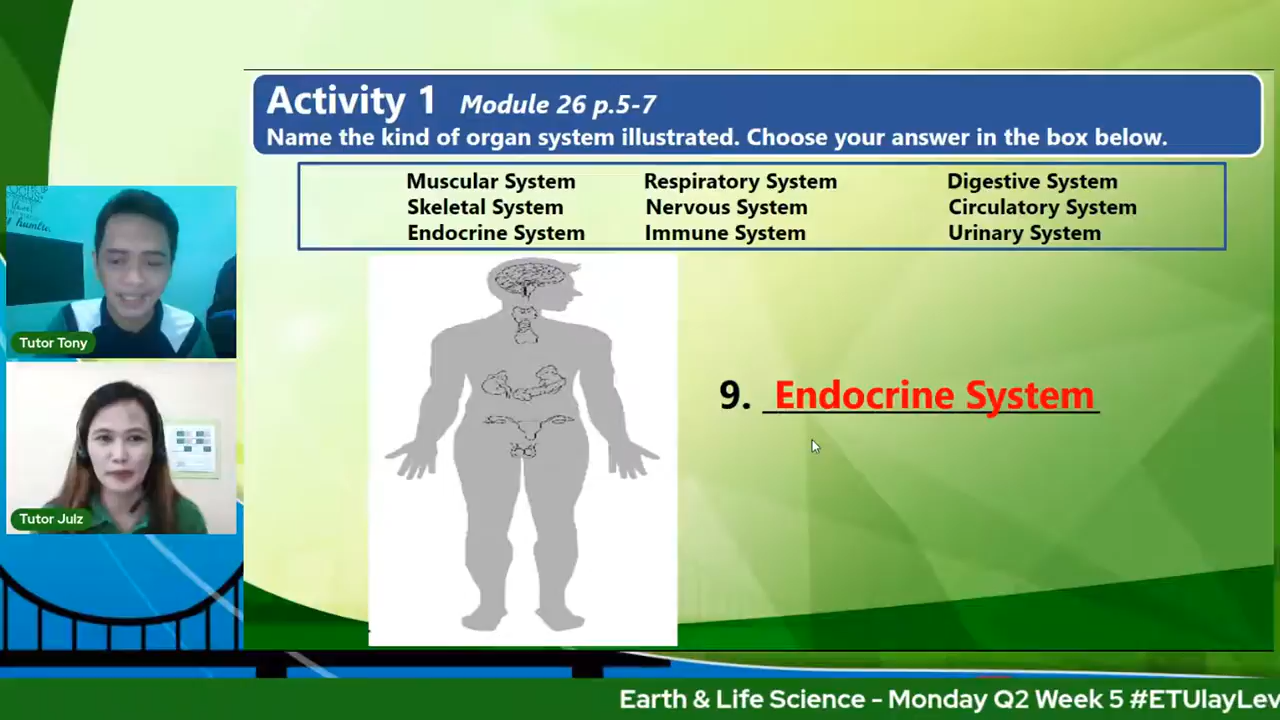 Activity 1 Module 26 p.5-7
Name the kind of organ system illustrated. Choose your answer in the box below.
Muscular System Respiratory System Digestive System
Skeletal System Nervous System Circulatory System
Endocrine System Immune System Urinary System
9. Endocrine System
humble.
Tutor Tony
Tutor Julz
Earth & Life Science - Monday Q2 Week 5 #ETUlayLev